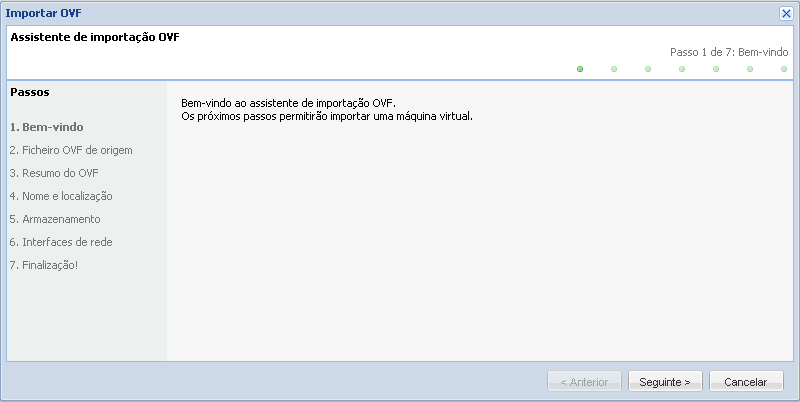 Importar OVF
Assistente de importação OVF
Passo 1 de 7: Bem-vindo
Passos
1. Bem-vindo
2. Ficheiro OVF de origem
3. Resumo do OVF
4. Nome e localização
5. Armazenamento
6. Interfaces de rede
7. Finalização!
Bem-vindo ao assistente de importação OVF.
Os próximos passos permitirão importar uma máquina virtual.
< Anterior
Seguinte >
Cancelar